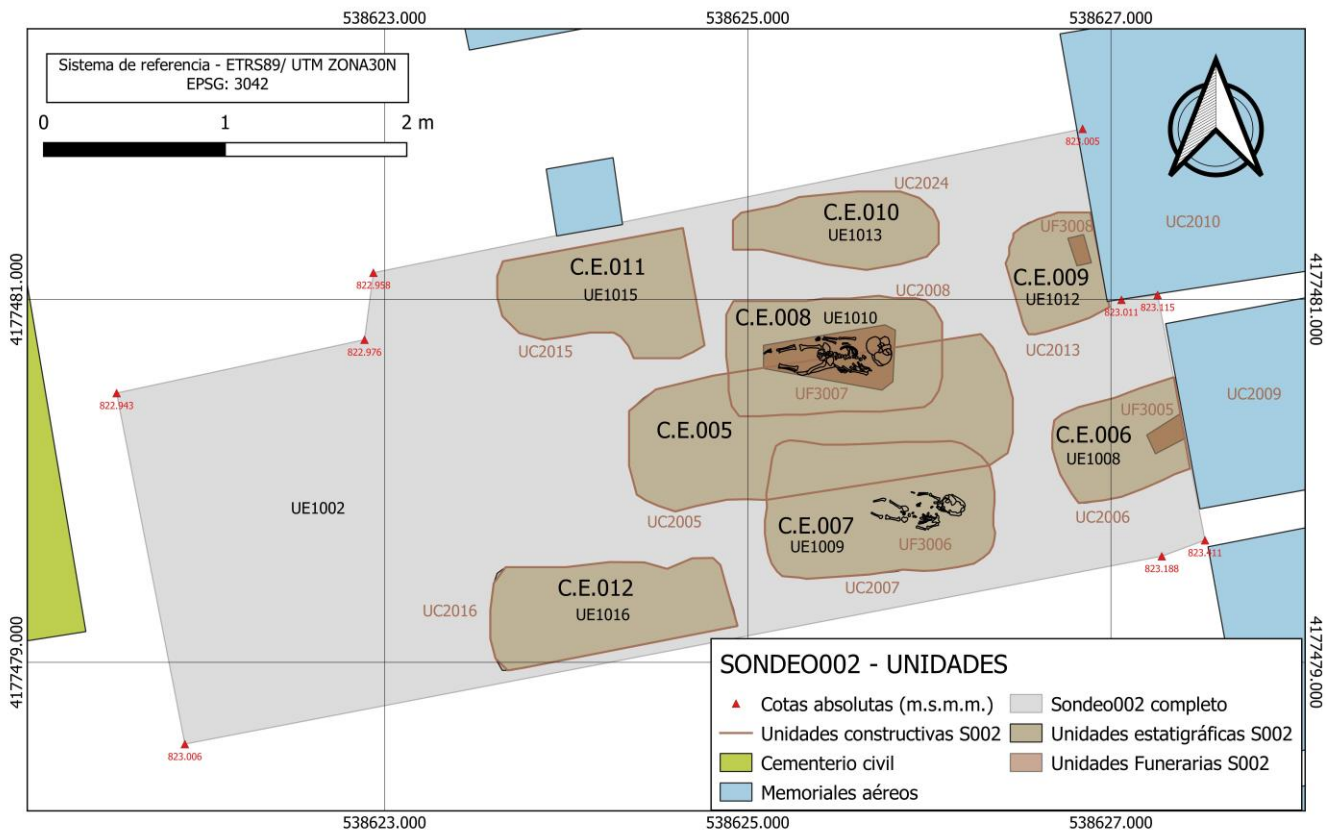 538623.000
538625.000
538627.000
Sistema de referencia - ETRS89/ UTM ZONA30N
EPSG: 3042
0
1
2 m
823.005
UC2024
C.E.010
UE1013
UF3008
UC2010
4177481.000
822.958
C.E.011
UE1015
C.E.009
UE1012
UC2008
823.011
823.115
4177481.000
822.976
C.E.008
UE1010
UC2015
UC2013
822.943
UF3007
UC2009
C.E.005
UF3005
C.E.006
UE1008
UE1002
UC2005
UC2006
C.E.007
UE1009
UF3006
823.411
823.188
UC2007
C.E.012
UE1016
UC2016
4177479.000
4177479.000
823.006
SONDEO002 - UNIDADES
Cotas absolutas (m.s.m.m.)
Unidades constructivas S002
Cementerio civil
Memoriales aéreos
Sondeo002 completo
Unidades estatigráficas S002
Unidades Funerarias S002
538623.000
538625.000
538627.000